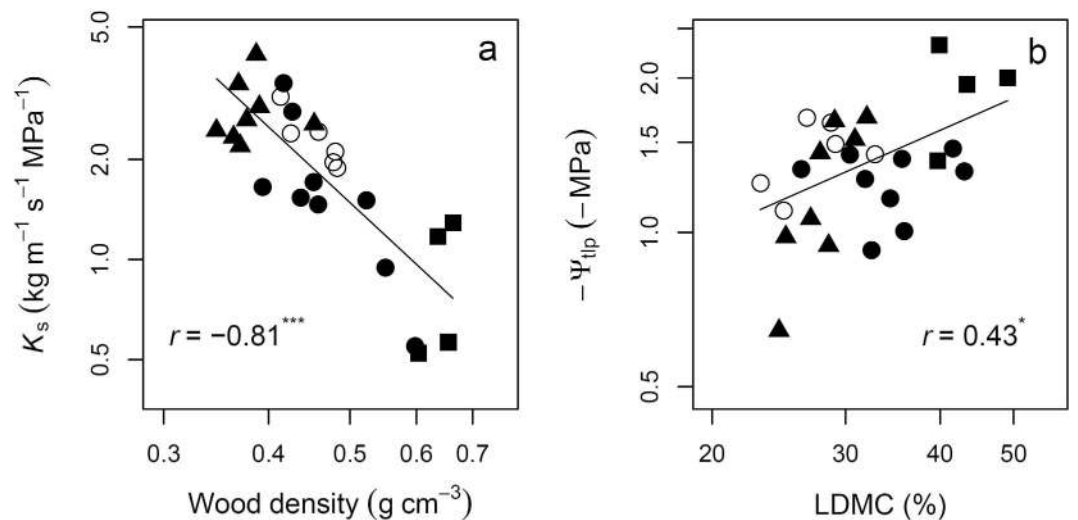 a
5.0
2.0
1.0
0.5
K_s (kg m⁻¹ s⁻¹ MPa⁻¹)
r = −0.81***
0.3 0.4 0.5 0.6 0.7
Wood density (g cm⁻³)
b
2.0
1.5
1.0
0.5
−Ψ_tlp (−MPa)
r = 0.43*
20 30 40 50
LDMC (%)